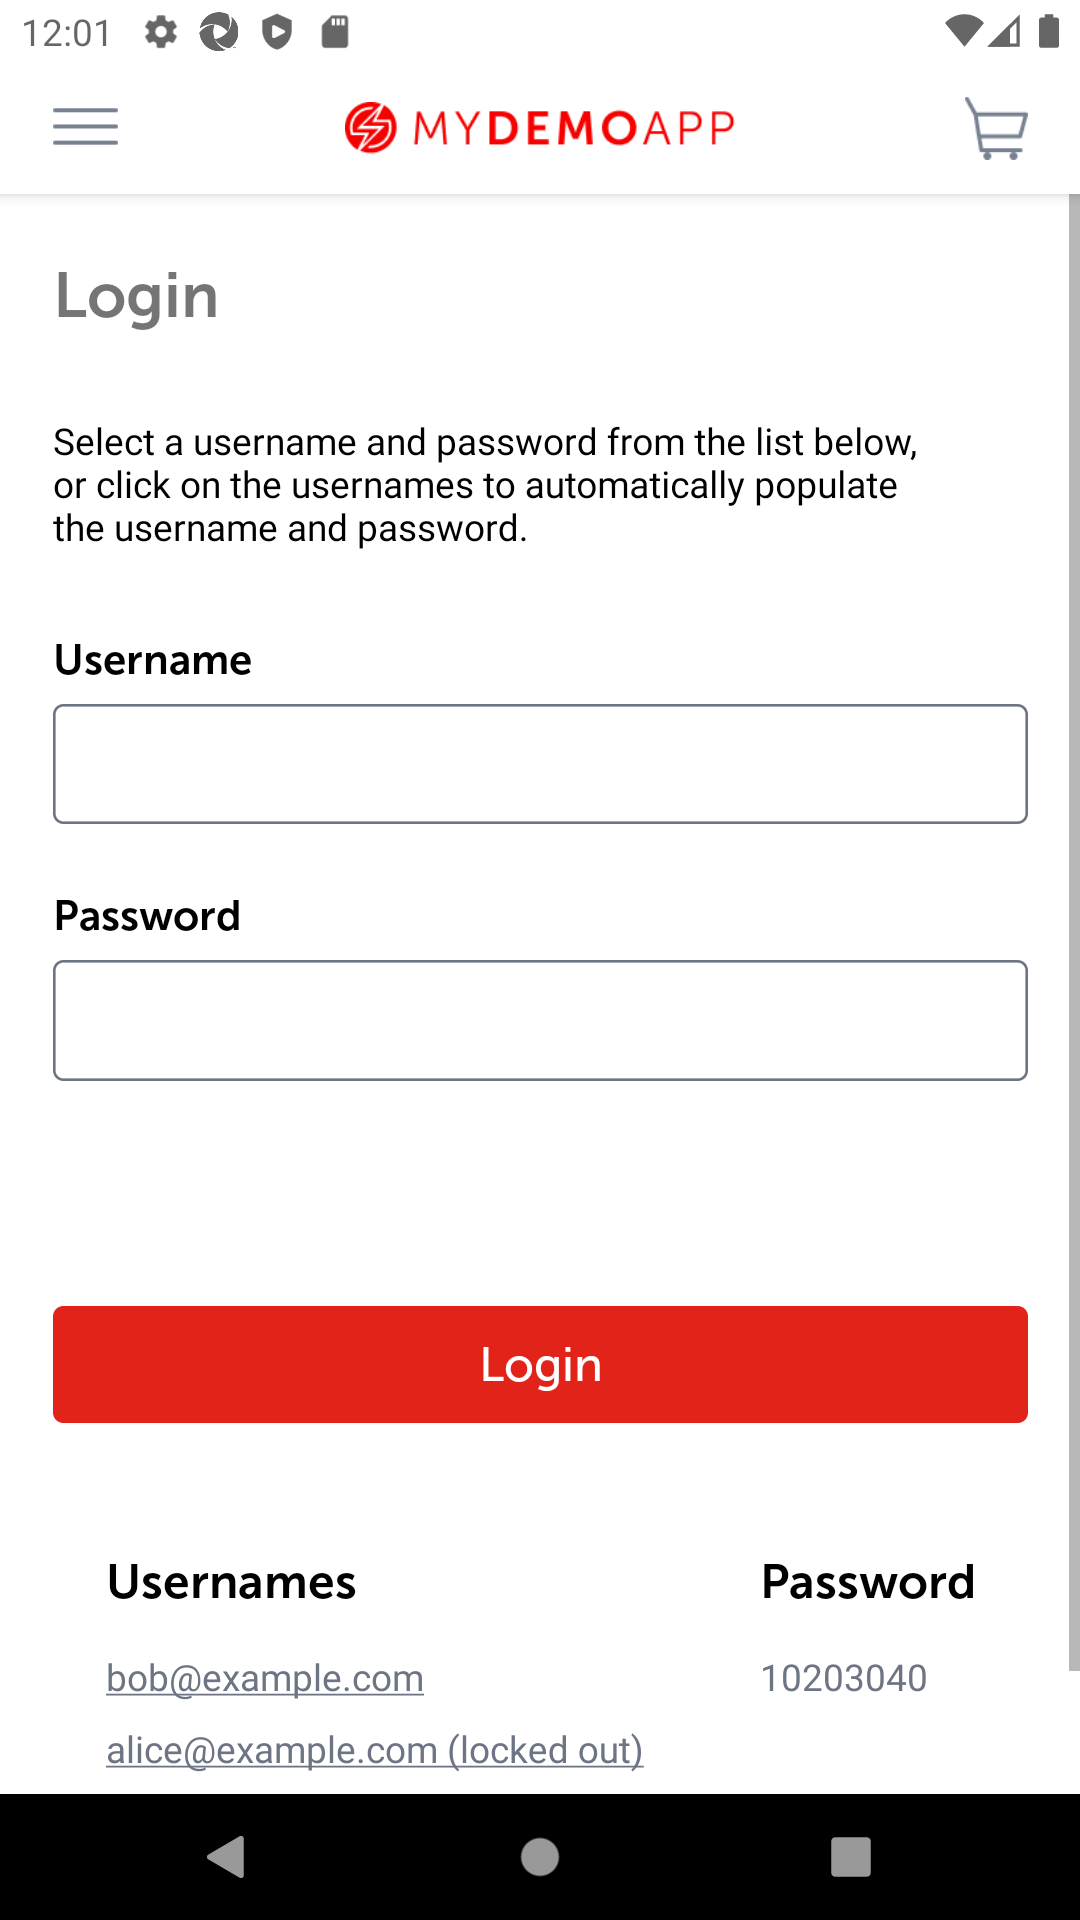 12:01
MYDEMOAPP
Login
Select a username and password from the list below,
or click on the usernames to automatically populate
the username and password.
Username
Password
Login
Usernames Password
bob@example.com 10203040
alice@example.com (locked out)